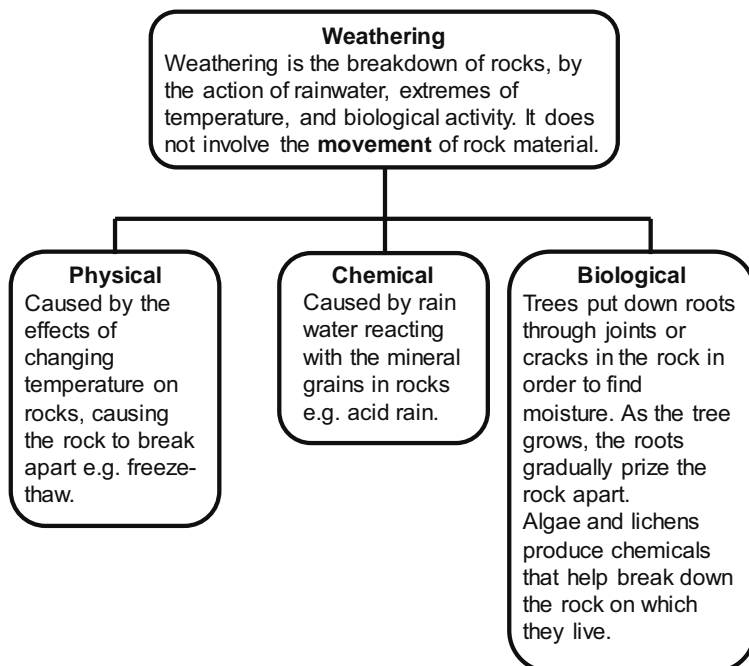 Weathering
Weathering is the breakdown of rocks, by
the action of rainwater, extremes of
temperature, and biological activity. It does
not involve the movement of rock material.
Physical
Caused by the
effects of
changing
temperature on
rocks, causing
the rock to break
apart e.g. freeze-
thaw.
Chemical
Caused by rain
water reacting
with the mineral
grains in rocks
e.g. acid rain.
Biological
Trees put down roots
through joints or
cracks in the rock in
order to find
moisture. As the tree
grows, the roots
gradually prize the
rock apart.
Algae and lichens
produce chemicals
that help break down
the rock on which
they live.